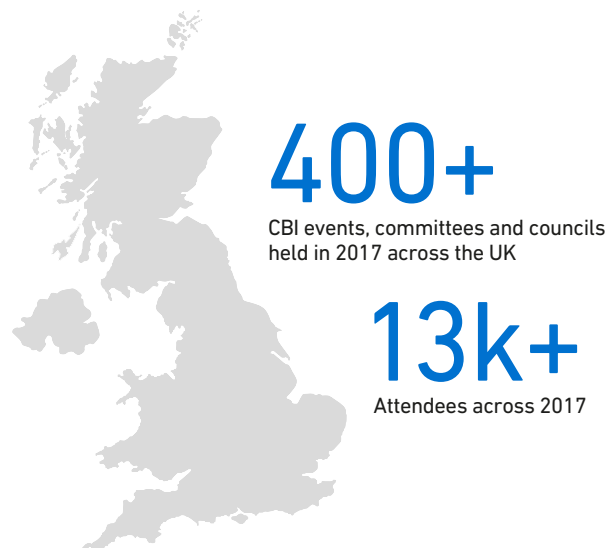 400+
CBI events, committees and councils
held in 2017 across the UK
13k+
Attendees across 2017